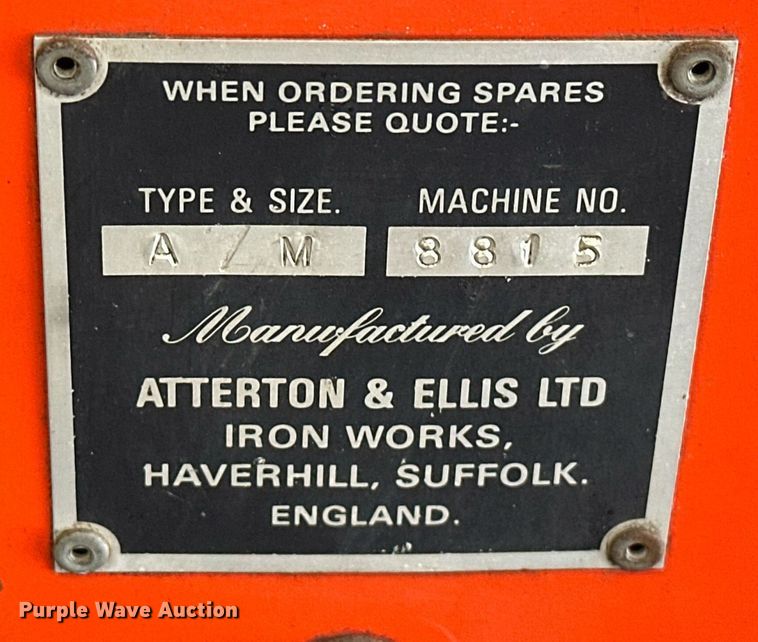 WHEN ORDERING SPARES
PLEASE QUOTE:-
TYPE & SIZE. MACHINE NO.
A / M 8815
Manufactured by
ATTERTON & ELLIS LTD
IRON WORKS,
HAVERHILL, SUFFOLK.
ENGLAND.
Purple Wave Auction